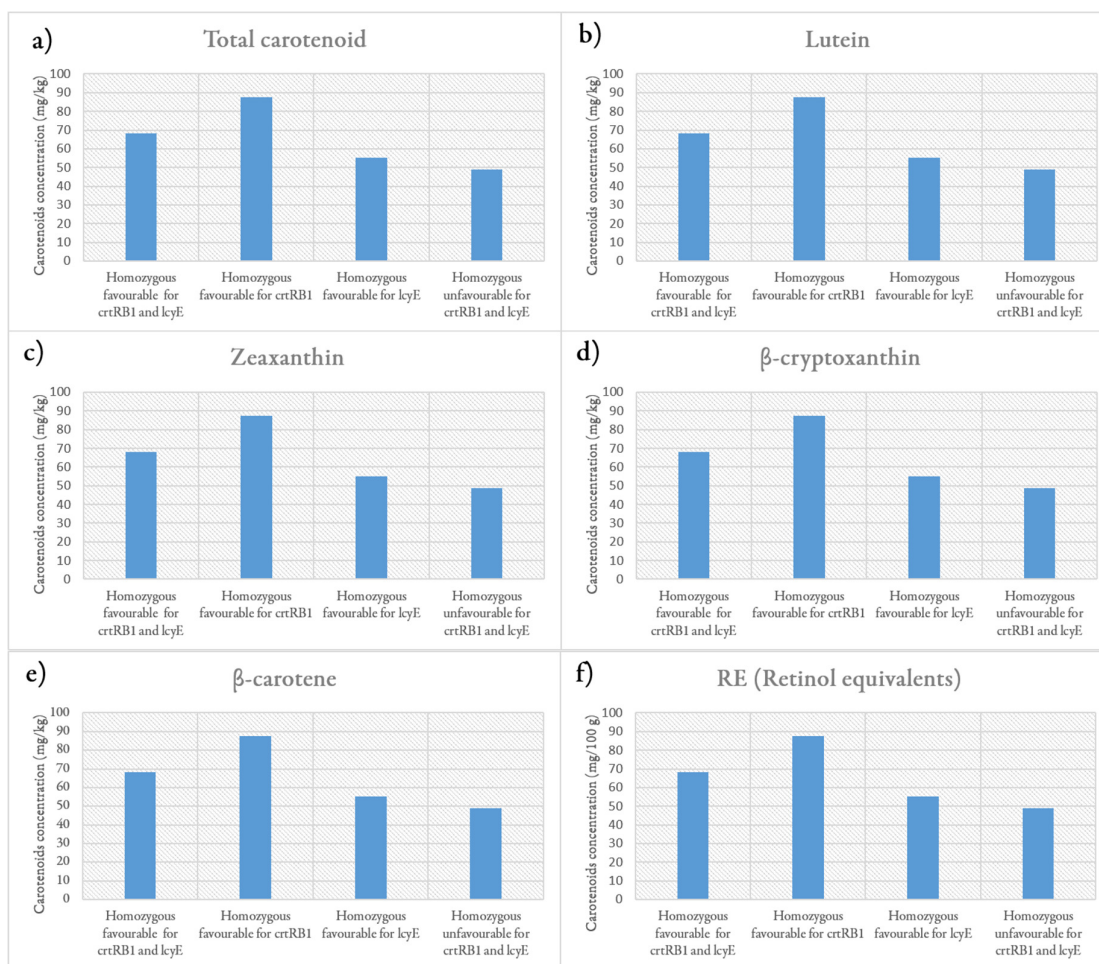 a)
Total carotenoid
Carotenoids concentration (mg/kg)
100
90
80
70
60
50
40
30
20
10
0
Homozygous favourable for crtRB1 and lcyE
Homozygous favourable for crtRB1
Homozygous favourable for lcyE
Homozygous unfavourable for crtRB1 and lcyE
b)
Lutein
Carotenoids concentration (mg/kg)
100
90
80
70
60
50
40
30
20
10
0
Homozygous favourable for crtRB1 and lcyE
Homozygous favourable for crtRB1
Homozygous favourable for lcyE
Homozygous unfavourable for crtRB1 and lcyE
c)
Zeaxanthin
Carotenoids concentration (mg/kg)
100
90
80
70
60
50
40
30
20
10
0
Homozygous favourable for crtRB1 and lcyE
Homozygous favourable for crtRB1
Homozygous favourable for lcyE
Homozygous unfavourable for crtRB1 and lcyE
d)
β-cryptoxanthin
Carotenoids concentration (mg/kg)
100
90
80
70
60
50
40
30
20
10
0
Homozygous favourable for crtRB1 and lcyE
Homozygous favourable for crtRB1
Homozygous favourable for lcyE
Homozygous unfavourable for crtRB1 and lcyE
e)
β-carotene
Carotenoids concentration (mg/kg)
100
90
80
70
60
50
40
30
20
10
0
Homozygous favourable for crtRB1 and lcyE
Homozygous favourable for crtRB1
Homozygous favourable for lcyE
Homozygous unfavourable for crtRB1 and lcyE
f)
RE (Retinol equivalents)
Carotenoids concentration (mg/100 g)
100
90
80
70
60
50
40
30
20
10
0
Homozygous favourable for crtRB1 and lcyE
Homozygous favourable for crtRB1
Homozygous favourable for lcyE
Homozygous unfavourable for crtRB1 and lcyE